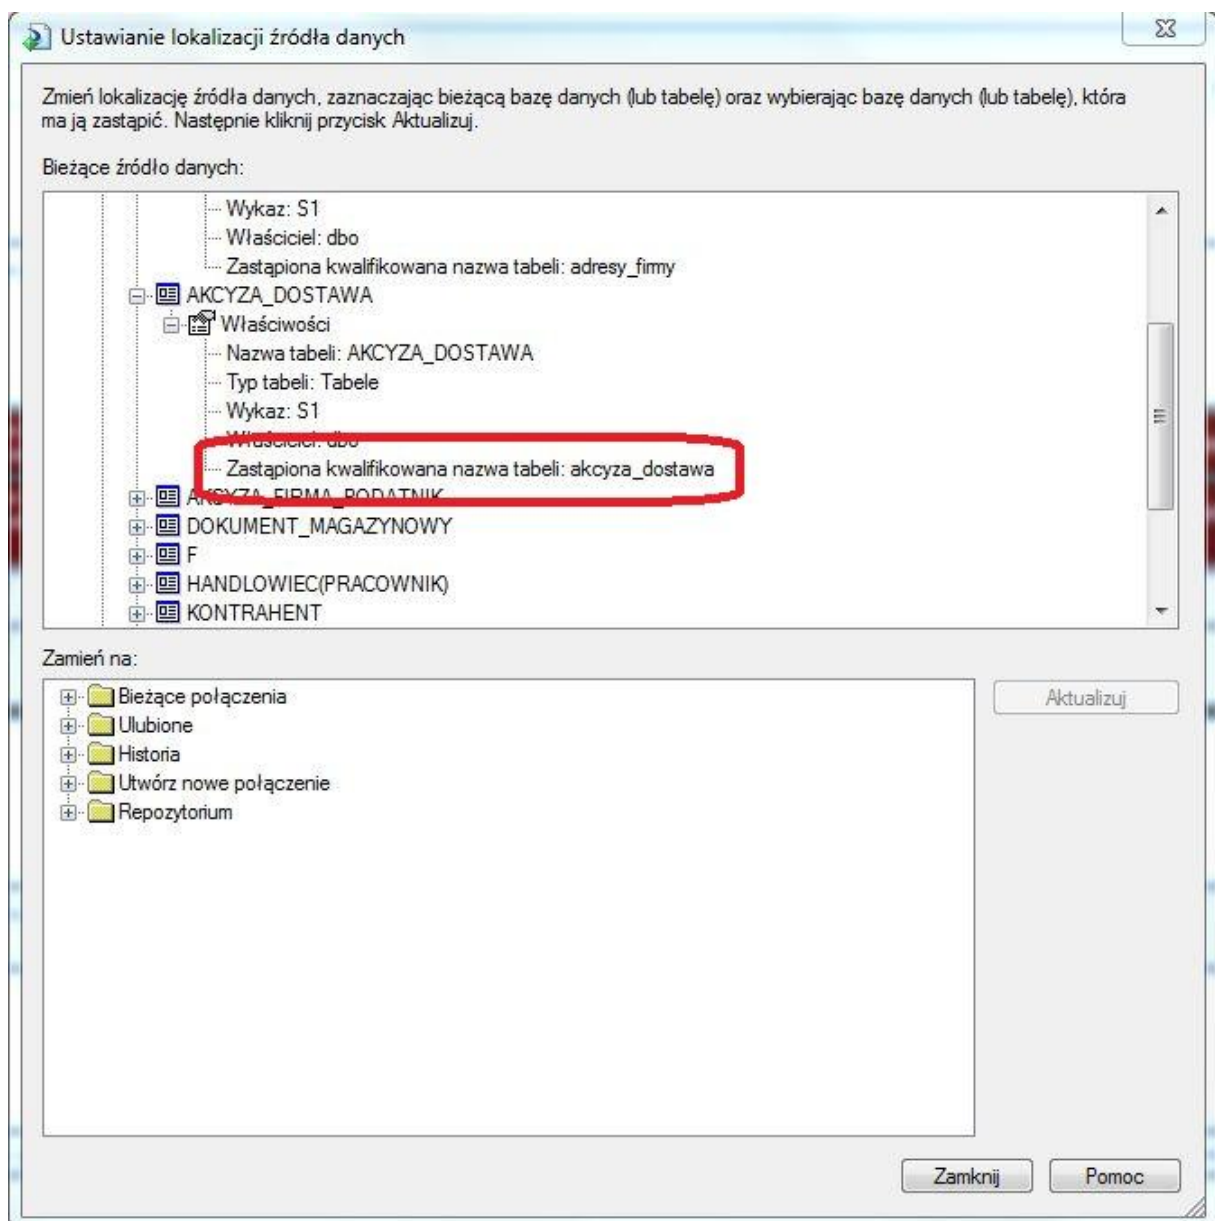 Ustawianie lokalizacji źródła danych
Zmień lokalizację źródła danych, zaznaczając bieżącą bazę danych (lub tabelę) oraz wybierając bazę danych (lub tabelę), która
ma ją zastąpić. Następnie kliknij przycisk Aktualizuj.
Bieżące źródło danych:
Wykaz: S1
Właściciel: dbo
Zastąpiona kwalifikowana nazwa tabeli: adresy_firmy
AKCYZA_DOSTAWA
Właściwości
Nazwa tabeli: AKCYZA_DOSTAWA
Typ tabeli: Tabele
Wykaz: S1
Właściciel: dbo
Zastąpiona kwalifikowana nazwa tabeli: akcyza_dostawa
AKCYZA_FIRMA_PODATNIK
DOKUMENT_MAGAZYNOWY
F
HANDLOWIEC(PRACOWNIK)
KONTRAHENT
Zamień na:
Bieżące połączenia
Aktualizuj
Ulubione
Historia
Utwórz nowe połączenie
Repozytorium
Zamknij
Pomoc